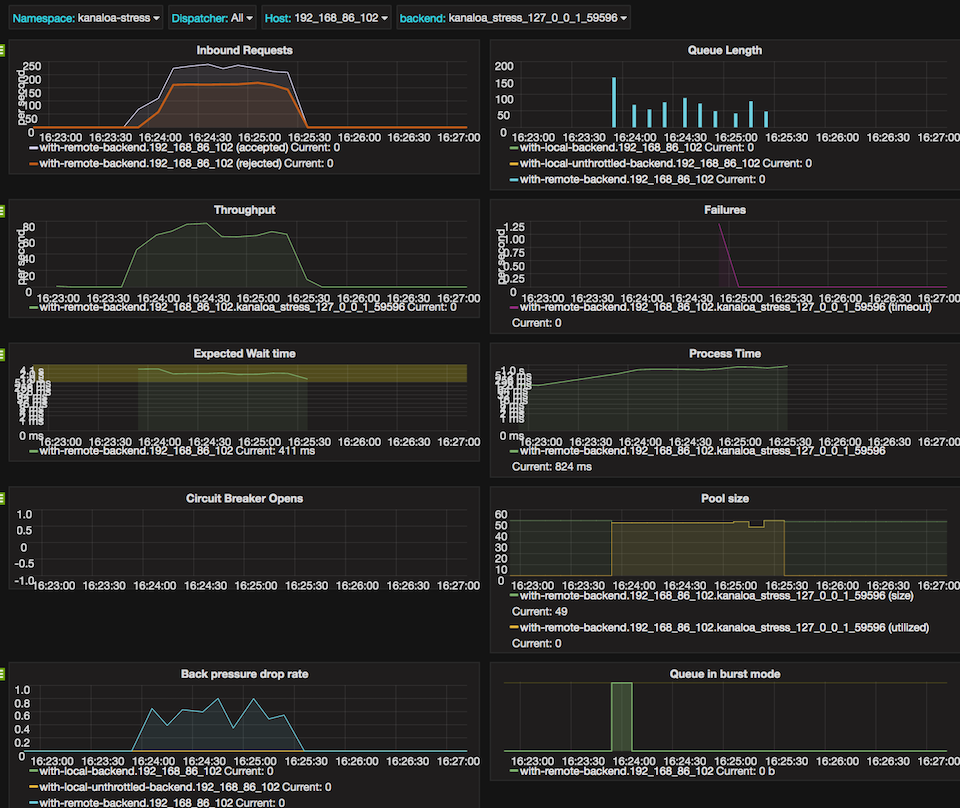 Namespace: kanaloa-stress Dispatcher: All Host: 192_168_86_102 backend: kanaloa_stress_127_0_0_1_59596
Inbound Requests
per second
250
200
150
100
50
0
16:23:00 16:23:30 16:24:00 16:24:30 16:25:00 16:25:30 16:26:00 16:26:30 16:27:00
with-remote-backend.192_168_86_102 (accepted) Current: 0
with-remote-backend.192_168_86_102 (rejected) Current: 0
Queue Length
200
150
100
50
0
16:23:00 16:23:30 16:24:00 16:24:30 16:25:00 16:25:30 16:26:00 16:26:30 16:27:00
with-local-backend.192_168_86_102 Current: 0
with-local-unthrottled-backend.192_168_86_102 Current: 0
with-remote-backend.192_168_86_102 Current: 0
Throughput
per second
80
60
40
20
0
16:23:00 16:23:30 16:24:00 16:24:30 16:25:00 16:25:30 16:26:00 16:26:30 16:27:00
with-remote-backend.192_168_86_102.kanaloa_stress_127_0_0_1_59596 Current: 0
Failures
per second
1.25
1.00
0.75
0.50
0.25
0
16:23:00 16:23:30 16:24:00 16:24:30 16:25:00 16:25:30 16:26:00 16:26:30 16:27:00
with-remote-backend.192_168_86_102.kanaloa_stress_127_0_0_1_59596 (timeout)
Current: 0
Expected Wait time
4.1 s
1 ms
0 ms
16:23:00 16:23:30 16:24:00 16:24:30 16:25:00 16:25:30 16:26:00 16:26:30 16:27:00
with-remote-backend.192_168_86_102 Current: 411 ms
Process Time
1.0 s
1 ms
0 ms
16:23:00 16:23:30 16:24:00 16:24:30 16:25:00 16:25:30 16:26:00 16:26:30 16:27:00
with-remote-backend.192_168_86_102.kanaloa_stress_127_0_0_1_59596
Current: 824 ms
Circuit Breaker Opens
1.0
0.5
0
-0.5
-1.0
16:23:00 16:23:30 16:24:00 16:24:30 16:25:00 16:25:30 16:26:00 16:26:30 16:27:00
Pool size
60
50
40
30
20
10
0
16:23:00 16:23:30 16:24:00 16:24:30 16:25:00 16:25:30 16:26:00 16:26:30 16:27:00
with-remote-backend.192_168_86_102.kanaloa_stress_127_0_0_1_59596 (size)
Current: 49
with-remote-backend.192_168_86_102.kanaloa_stress_127_0_0_1_59596 (utilized)
Current: 0
Back pressure drop rate
1.0
0.8
0.6
0.4
0.2
0
16:23:00 16:23:30 16:24:00 16:24:30 16:25:00 16:25:30 16:26:00 16:26:30 16:27:00
with-local-backend.192_168_86_102 Current: 0
with-local-unthrottled-backend.192_168_86_102 Current: 0
with-remote-backend.192_168_86_102 Current: 0
Queue in burst mode
16:23:00 16:23:30 16:24:00 16:24:30 16:25:00 16:25:30 16:26:00 16:26:30 16:27:00
with-remote-backend.192_168_86_102 Current: 0 b